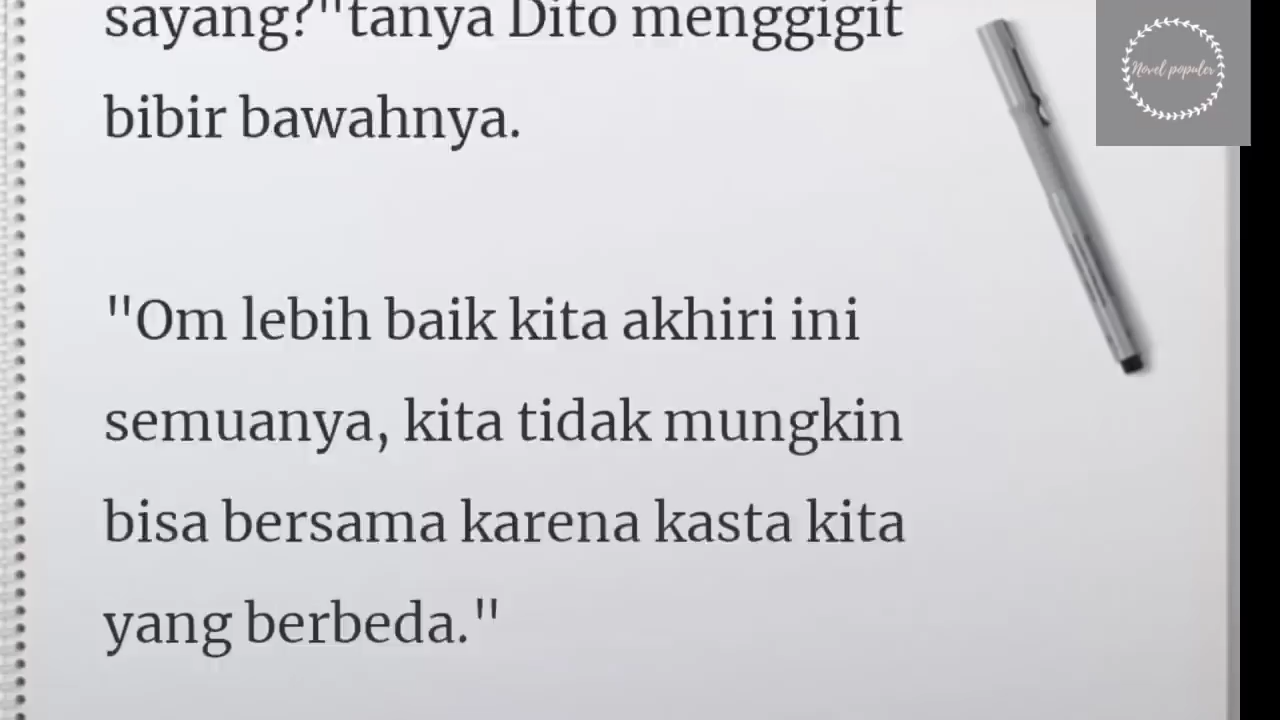 sayang?"tanya Dito menggigit
bibir bawahnya.
"Om lebih baik kita akhiri ini
semuanya, kita tidak mungkin
bisa bersama karena kasta kita
yang berbeda."
Novel populer